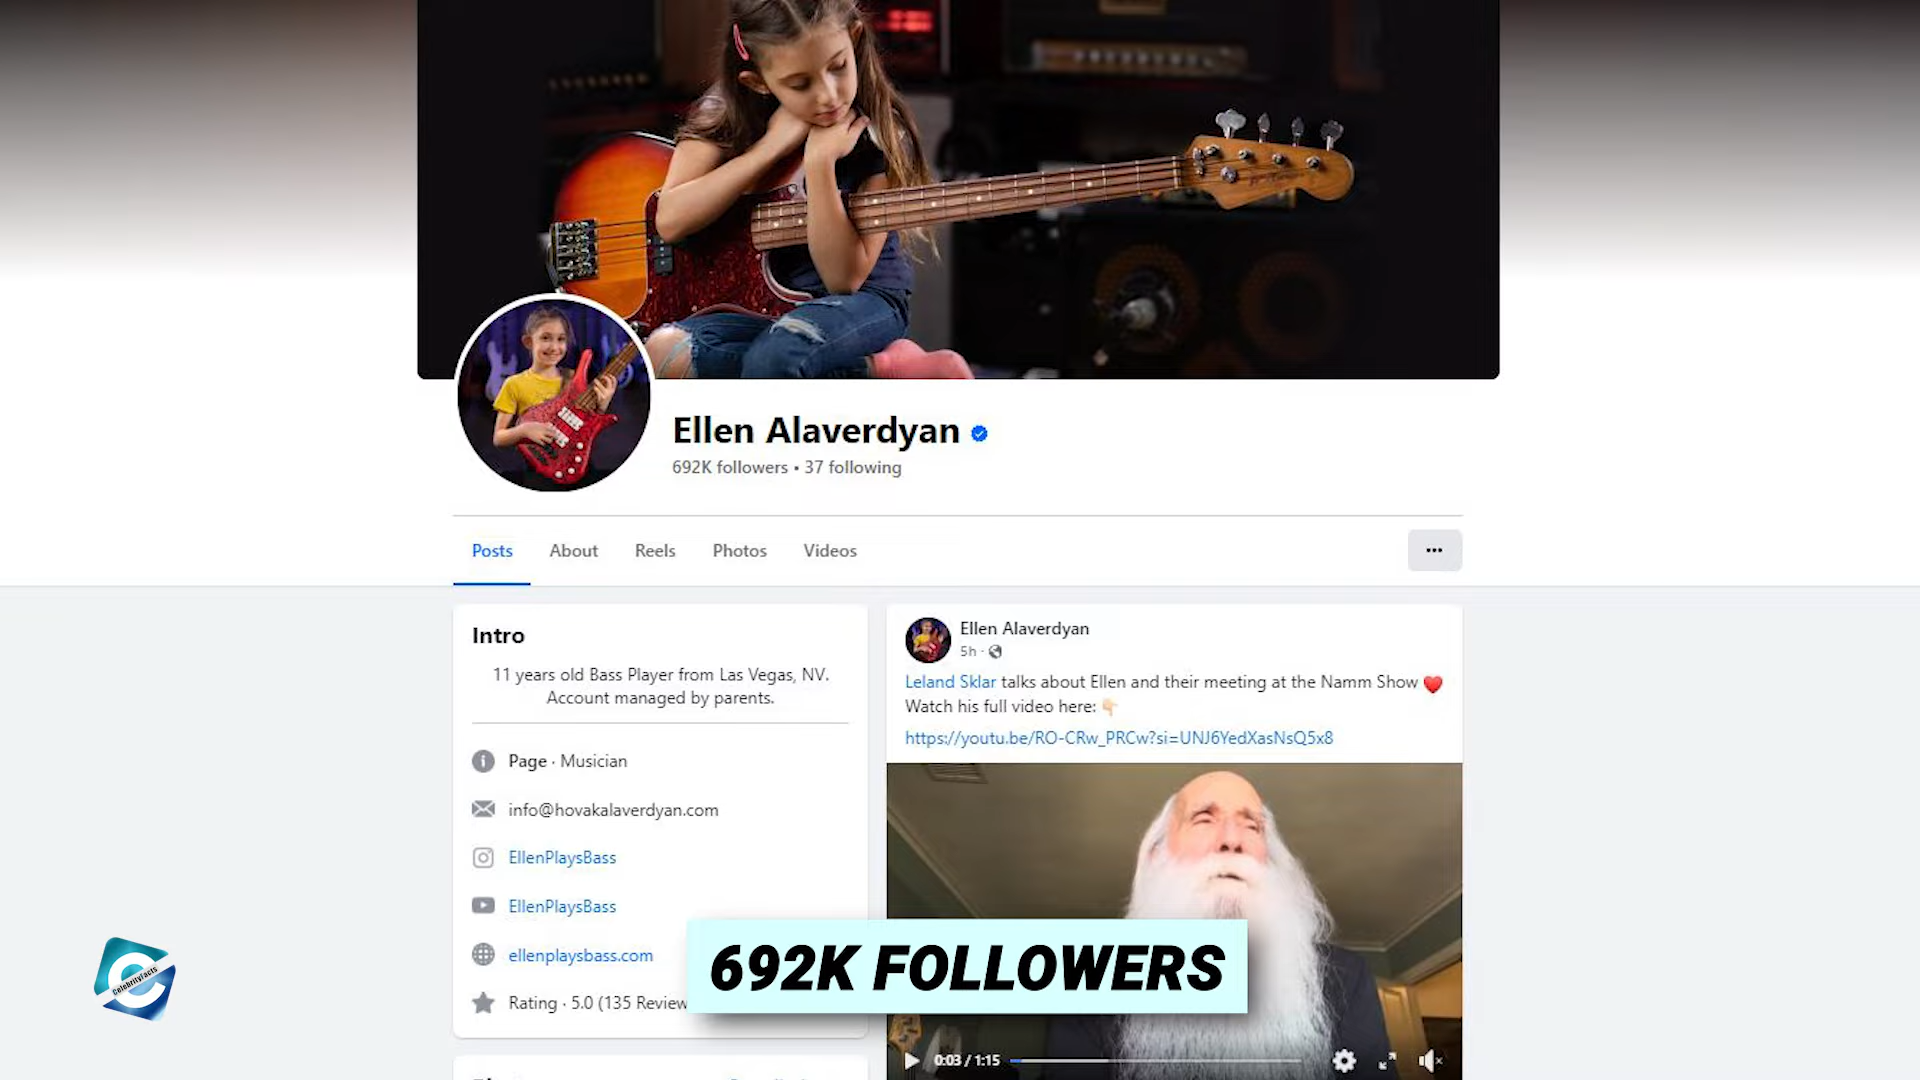 Ellen Alaverdyan
692K followers • 37 following
Posts
About
Reels
Photos
Videos
Intro
11 years old Bass Player from Las Vegas, NV.
Account managed by parents.
Page · Musician
info@hovakalaverdyan.com
EllenPlaysBass
EllenPlaysBass
ellenplaysbass.com
Rating · 5.0 (135 Review
Ellen Alaverdyan
5h ·
Leland Sklar talks about Ellen and their meeting at the Namm Show ❤️
Watch his full video here: 👇🏻
https://youtu.be/RO-CRw_PRCw?si=UNJ6YedXasNsQ5x8
692K FOLLOWERS
0:03 / 1:15
CelebrityFacts